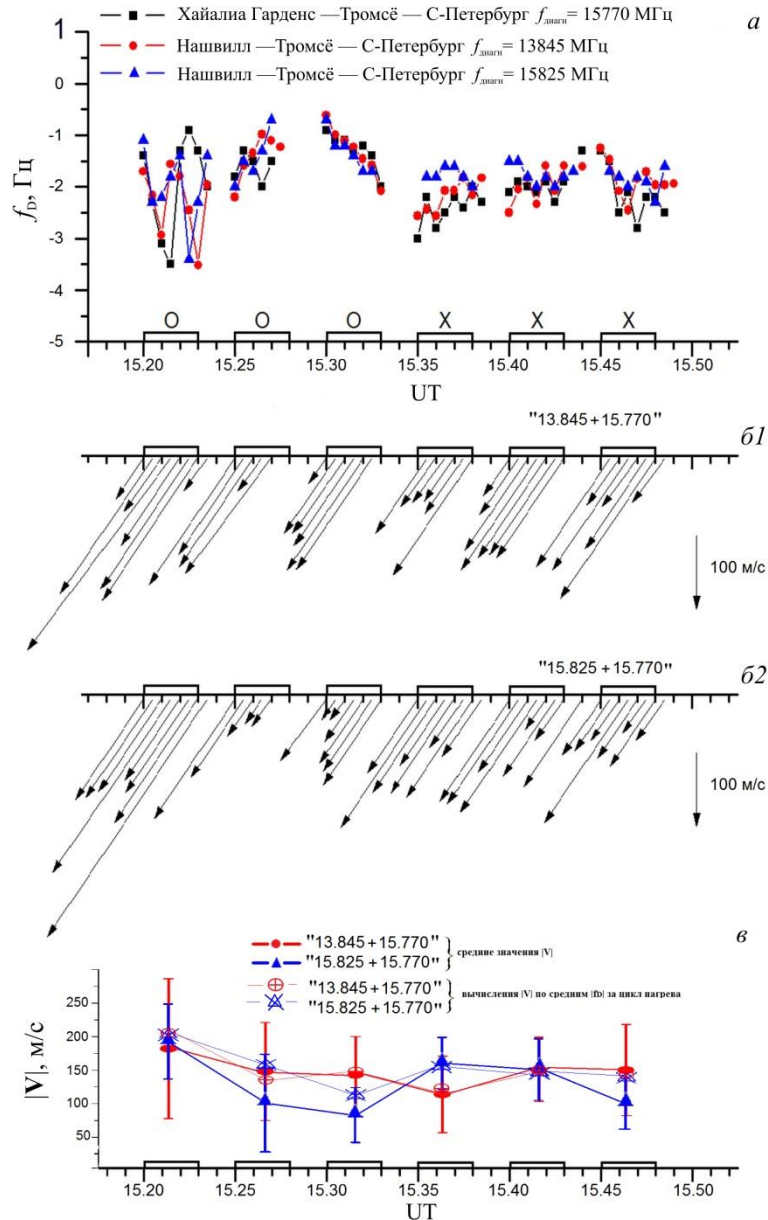 а
Хайалиа Гарденс —Тромсё — С-Петербург fдиагн= 15770 МГц
Нашвилл —Тромсё — С-Петербург fдиагн= 13845 МГц
Нашвилл —Тромсё — С-Петербург fдиагн= 15825 МГц
1
0
-1
-2
-3
-4
-5
fD, Гц
O O O X X X
15.20 15.25 15.30 15.35 15.40 15.45 15.50
UT
"13.845+15.770" б1
100 м/с
"15.825+15.770" б2
100 м/с
в
"13.845+15.770"
"15.825+15.770"
средние значения |V|
"13.845+15.770"
"15.825+15.770"
вычисления |V| по средним |fD| за цикл нагрева
250
200
150
100
50
|V|, м/с
15.20 15.25 15.30 15.35 15.40 15.45 15.50
UT